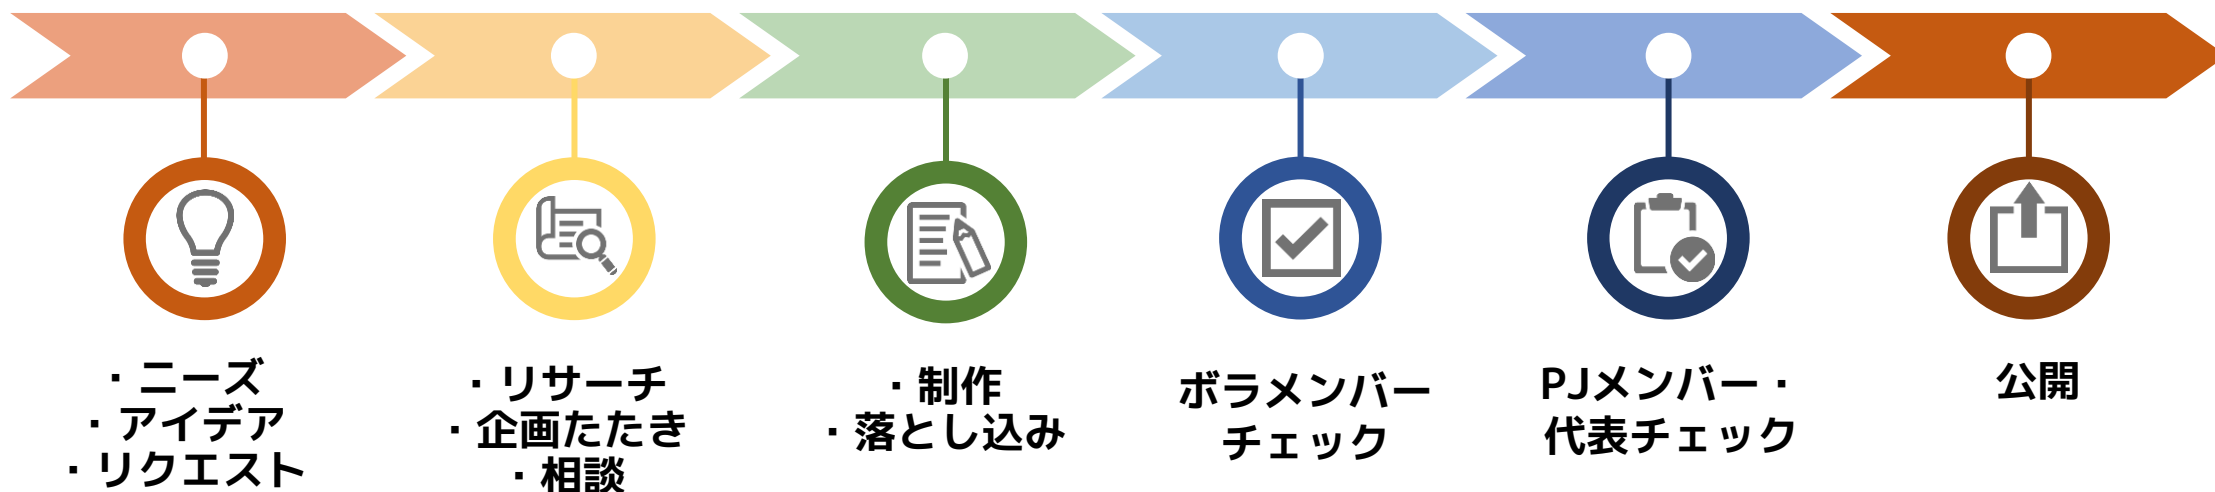 ・ニーズ
・アイデア
・リクエスト
・リサーチ
・企画たたき
・相談
・制作
・落とし込み
ボラメンバー
チェック
PJメンバー・
代表チェック
公開